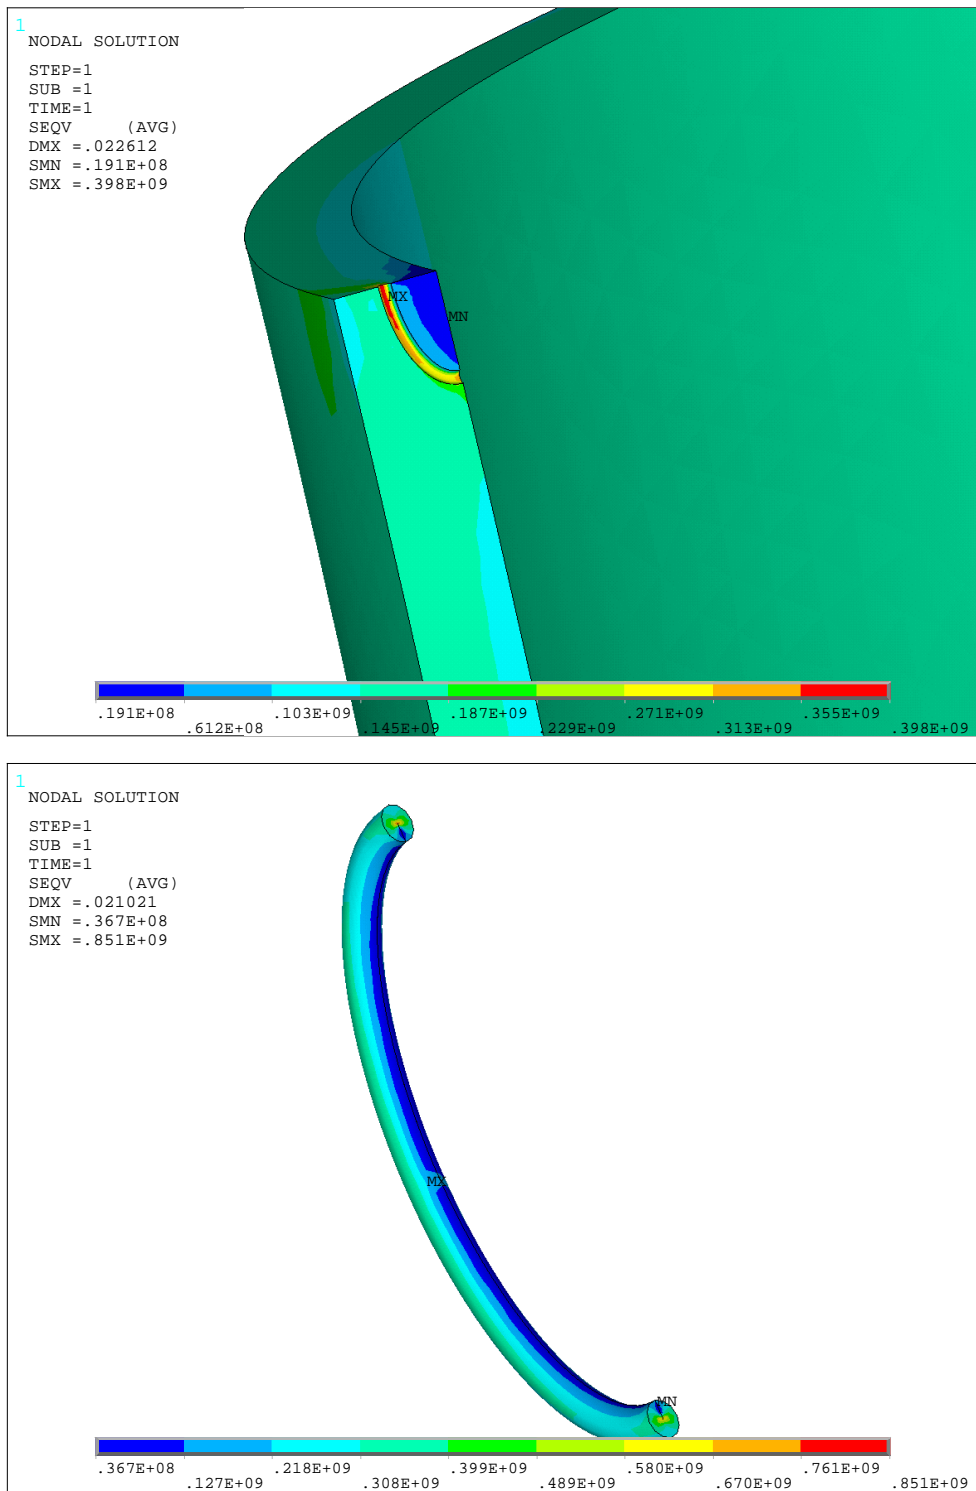 1
NODAL SOLUTION
STEP=1
SUB =1
TIME=1
SEQV (AVG)
DMX =.022612
SMN =.191E+08
SMX =.398E+09
MX
MN
.191E+08 .103E+09 .187E+09 .271E+09 .355E+09
.612E+08 .145E+09 .229E+09 .313E+09 .398E+09
1
NODAL SOLUTION
STEP=1
SUB =1
TIME=1
SEQV (AVG)
DMX =.021021
SMN =.367E+08
SMX =.851E+09
MX
MN
.367E+08 .218E+09 .399E+09 .580E+09 .761E+09
.127E+09 .308E+09 .489E+09 .670E+09 .851E+09